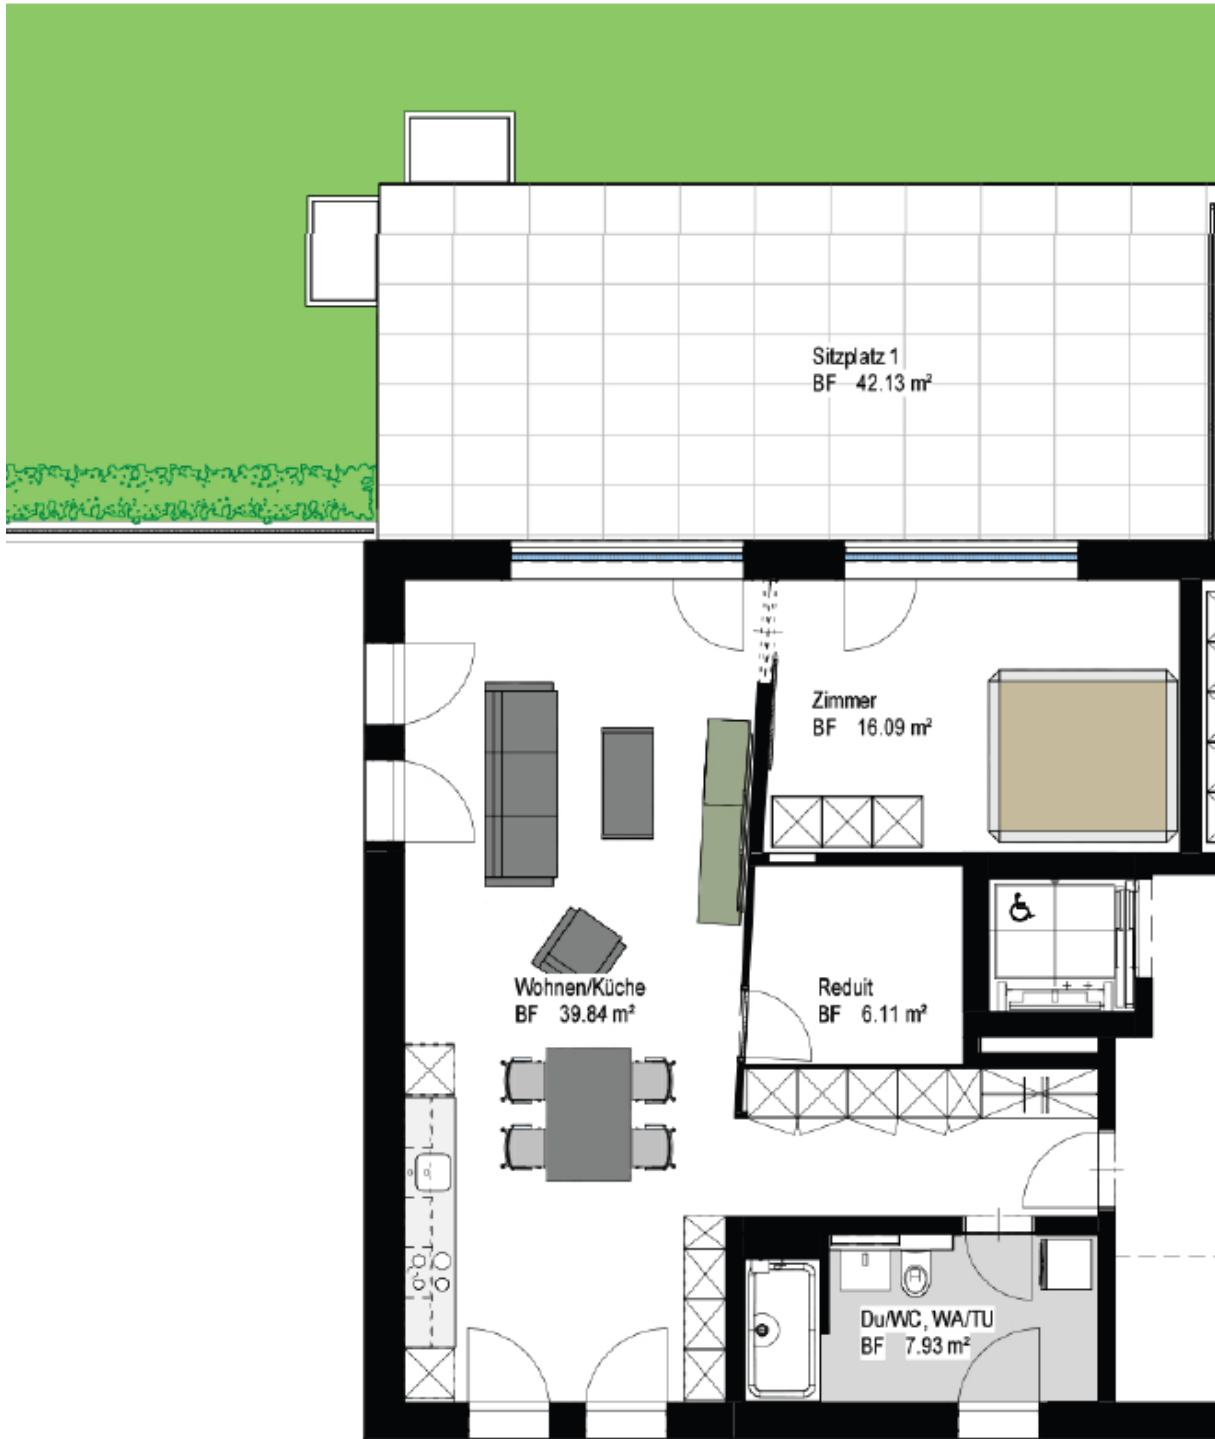 Sitzplatz 1
BF 42.13 m²
Zimmer
BF 16.09 m²
Wohnen/Küche
BF 39.84 m²
Reduit
BF 6.11 m²
Du/WC, WA/TU
BF 7.93 m²